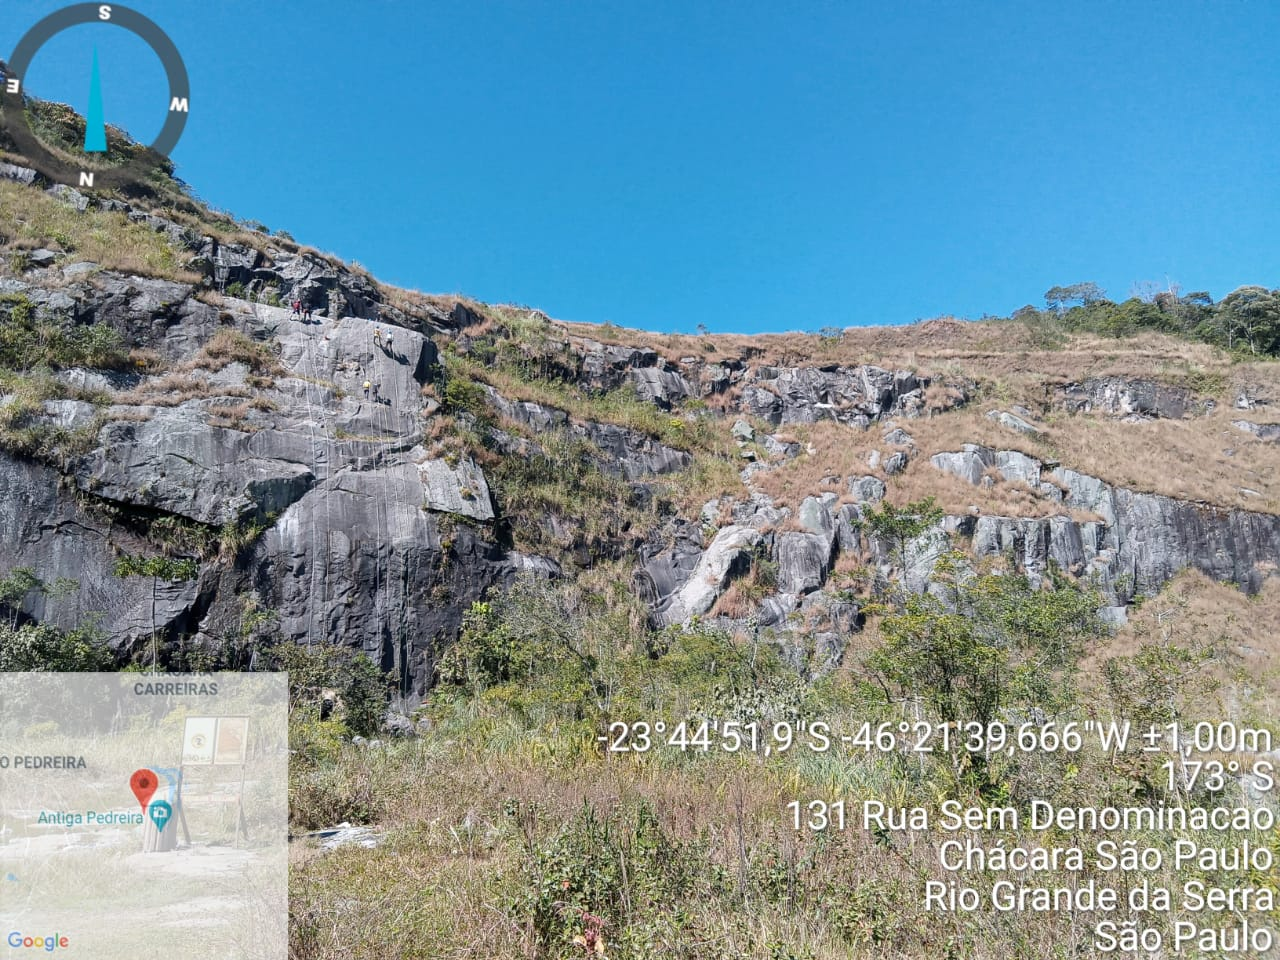 S
E
W
N
CHÁCARA
CARREIRAS
O PEDREIRA
Antiga Pedreira
Google
-23°44'51,9"S -46°21'39,666"W ±1,00m
173° S
131 Rua Sem Denominacao
Chácara São Paulo
Rio Grande da Serra
São Paulo